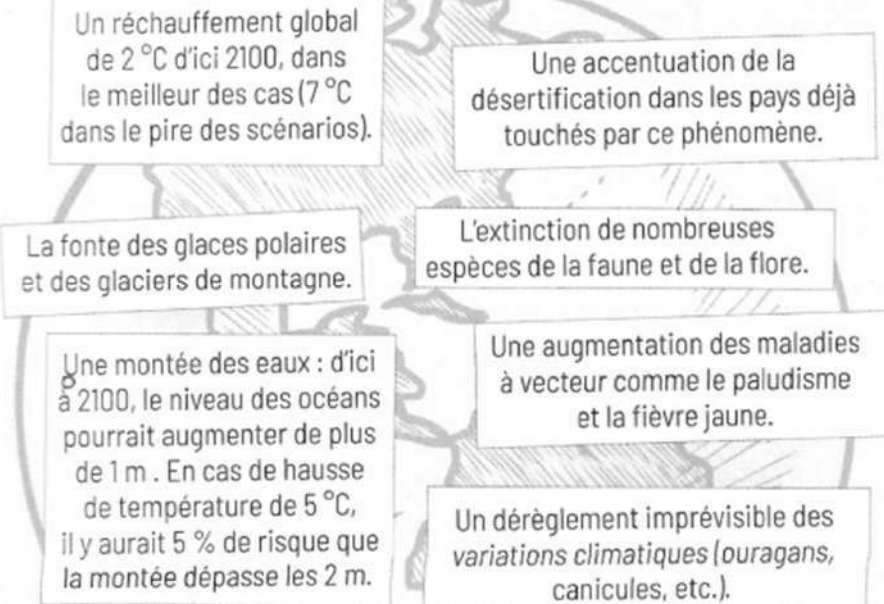 Un réchauffement global
de 2 °C d'ici 2100, dans
le meilleur des cas (7 °C
dans le pire des scénarios).
Une accentuation de la
désertification dans les pays déjà
touchés par ce phénomène.
La fonte des glaces polaires
et des glaciers de montagne.
L'extinction de nombreuses
espèces de la faune et de la flore.
Une montée des eaux : d'ici
à 2100, le niveau des océans
pourrait augmenter de plus
de 1 m . En cas de hausse
de température de 5 °C,
il y aurait 5 % de risque que
la montée dépasse les 2 m.
Une augmentation des maladies
à vecteur comme le paludisme
et la fièvre jaune.
Un dérèglement imprévisible des
variations climatiques (ouragans,
canicules, etc.).